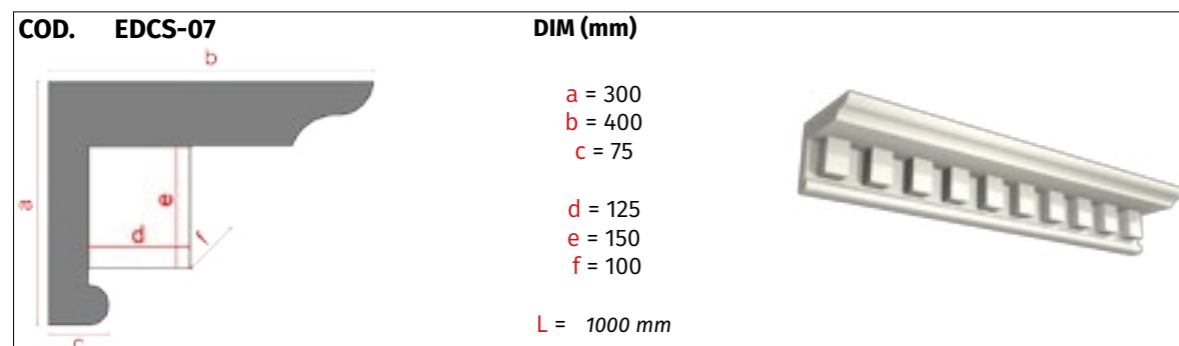 COD. EDCS-07 DIM (mm)
b
a
e
d
f
c
a = 300
b = 400
c = 75
d = 125
e = 150
f = 100
L = 1000 mm